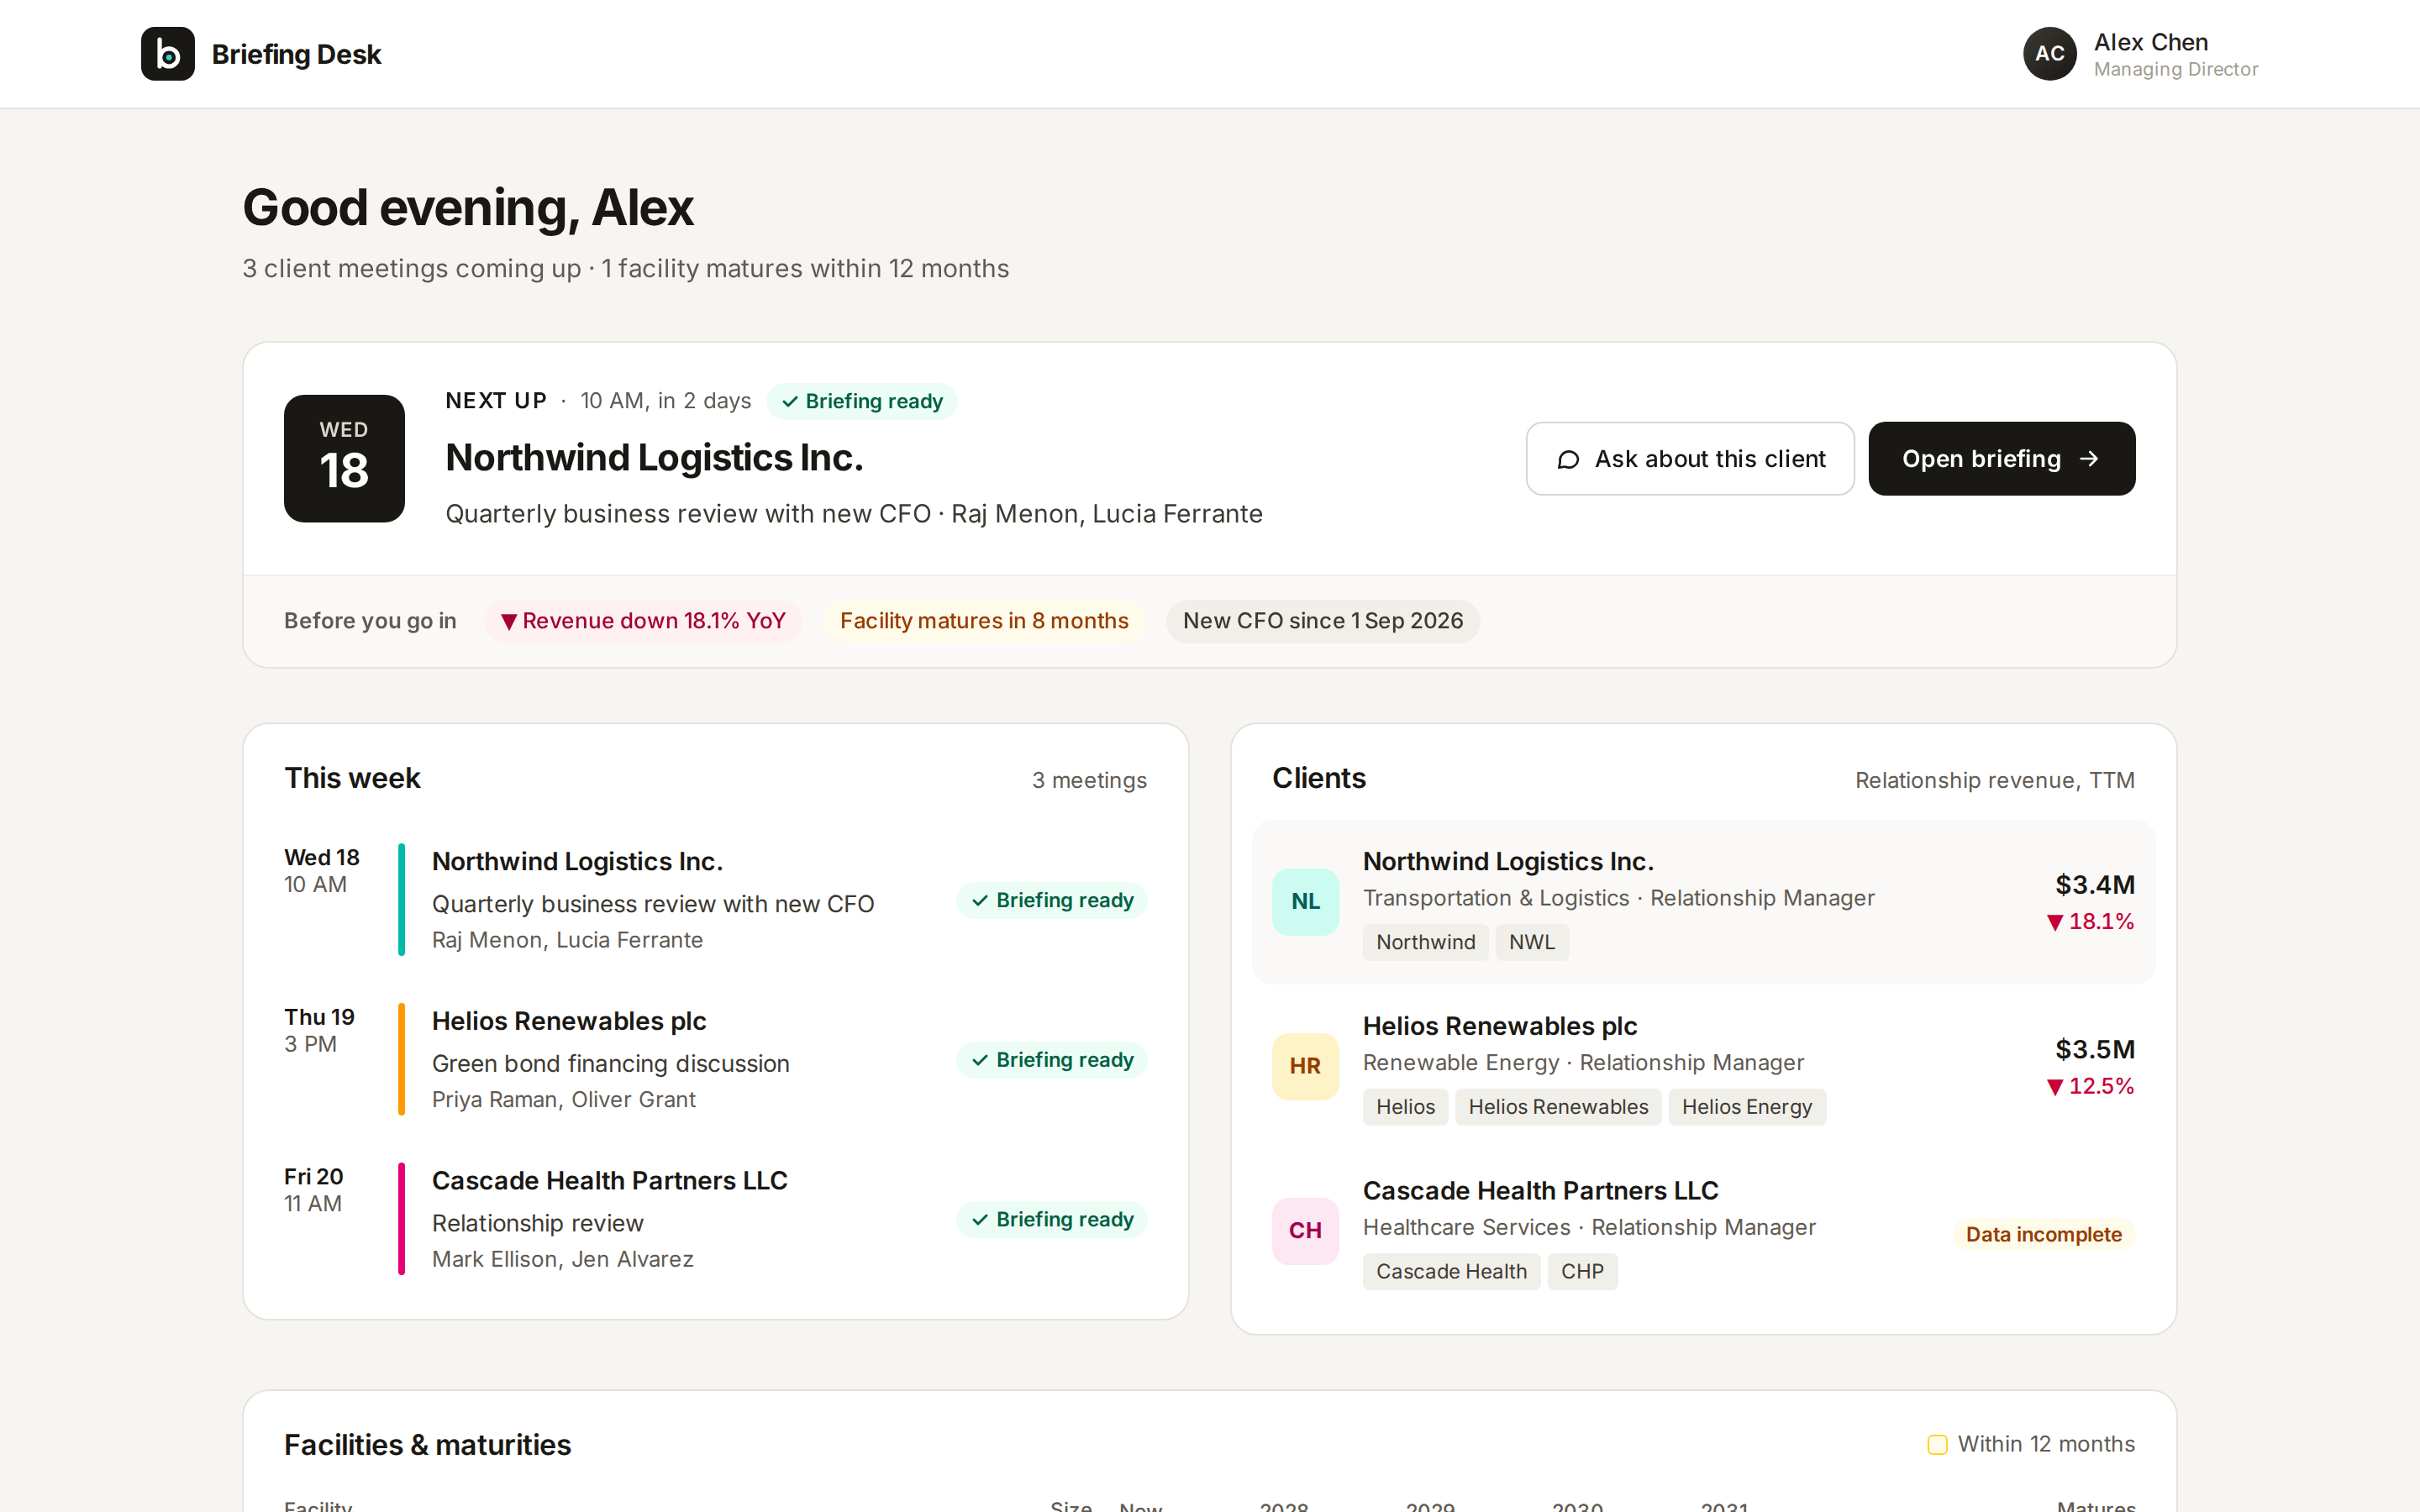 Briefing Desk
AC
Alex Chen
Managing Director
Good evening, Alex
3 client meetings coming up · 1 facility matures within 12 months
WED
18
NEXT UP · 10 AM, in 2 days
Briefing ready
Northwind Logistics Inc.
Quarterly business review with new CFO · Raj Menon, Lucia Ferrante
Ask about this client
Open briefing →
Before you go in
▼ Revenue down 18.1% YoY
Facility matures in 8 months
New CFO since 1 Sep 2026
This week
3 meetings
Wed 18
10 AM
Northwind Logistics Inc.
Quarterly business review with new CFO
Raj Menon, Lucia Ferrante
Briefing ready
Thu 19
3 PM
Helios Renewables plc
Green bond financing discussion
Priya Raman, Oliver Grant
Briefing ready
Fri 20
11 AM
Cascade Health Partners LLC
Relationship review
Mark Ellison, Jen Alvarez
Briefing ready
Clients
Relationship revenue, TTM
NL
Northwind Logistics Inc.
Transportation & Logistics · Relationship Manager
Northwind
NWL
$3.4M
▼ 18.1%
HR
Helios Renewables plc
Renewable Energy · Relationship Manager
Helios
Helios Renewables
Helios Energy
$3.5M
▼ 12.5%
CH
Cascade Health Partners LLC
Healthcare Services · Relationship Manager
Cascade Health
CHP
Data incomplete
Facilities & maturities
Within 12 months
Facility
Size
Now
2028
2029
2030
2031
Matures